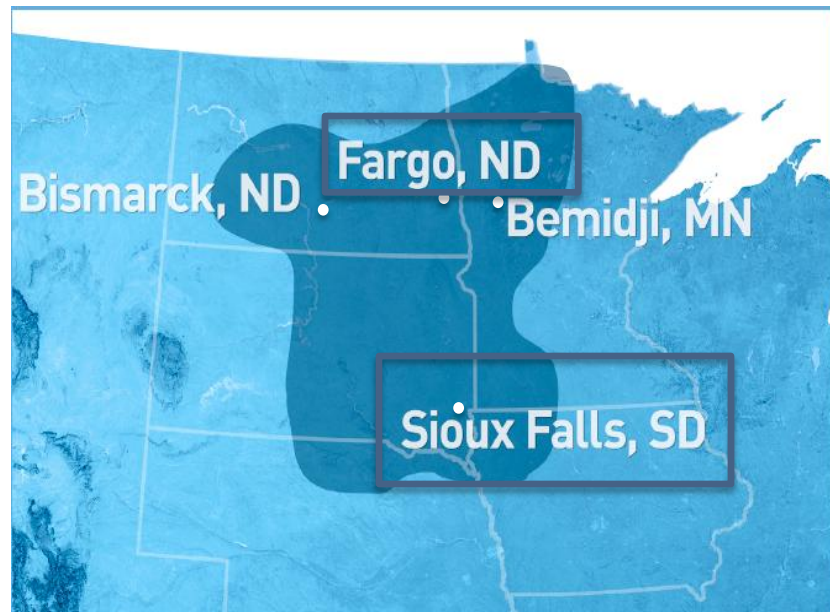 Fargo, ND
Bismarck, ND
Bemidji, MN
Sioux Falls, SD